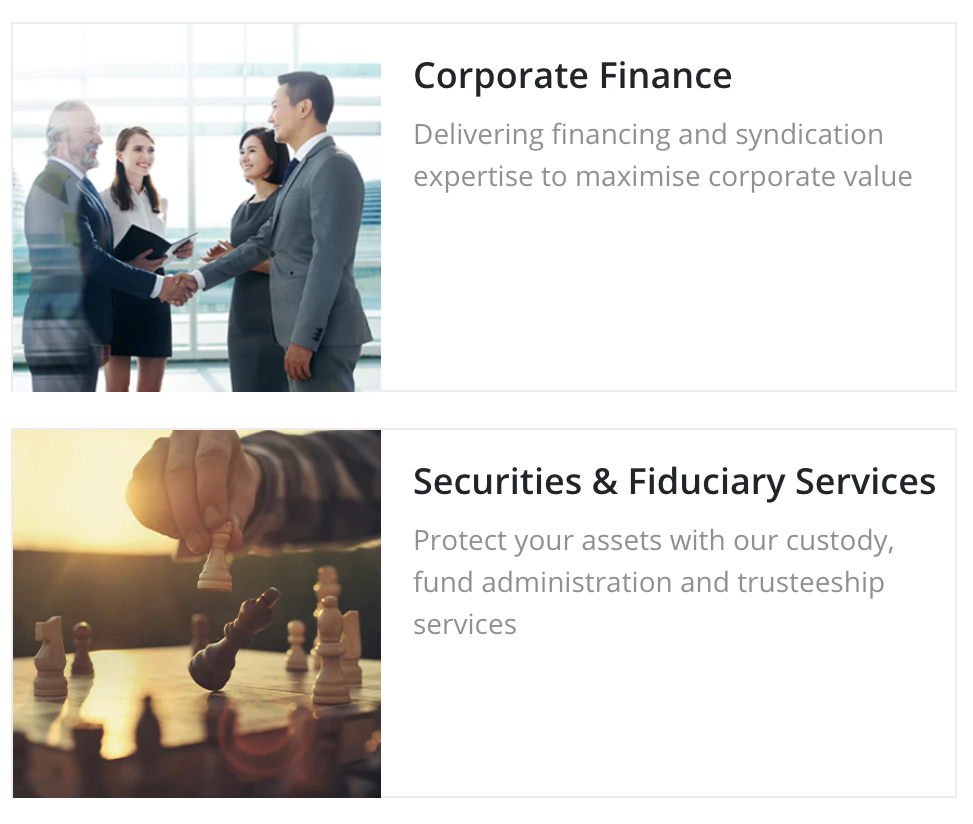 Corporate Finance
Delivering financing and syndication
expertise to maximise corporate value
Securities & Fiduciary Services
Protect your assets with our custody,
fund administration and trusteeship
services